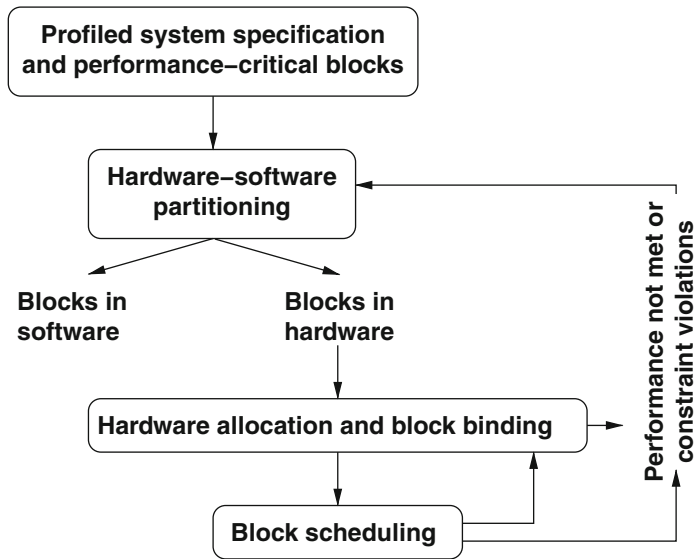 Profiled system specification
and performance–critical blocks
Hardware–software
partitioning
Blocks in
software
Blocks in
hardware
Hardware allocation and block binding
Block scheduling
Performance not met or
constraint violations